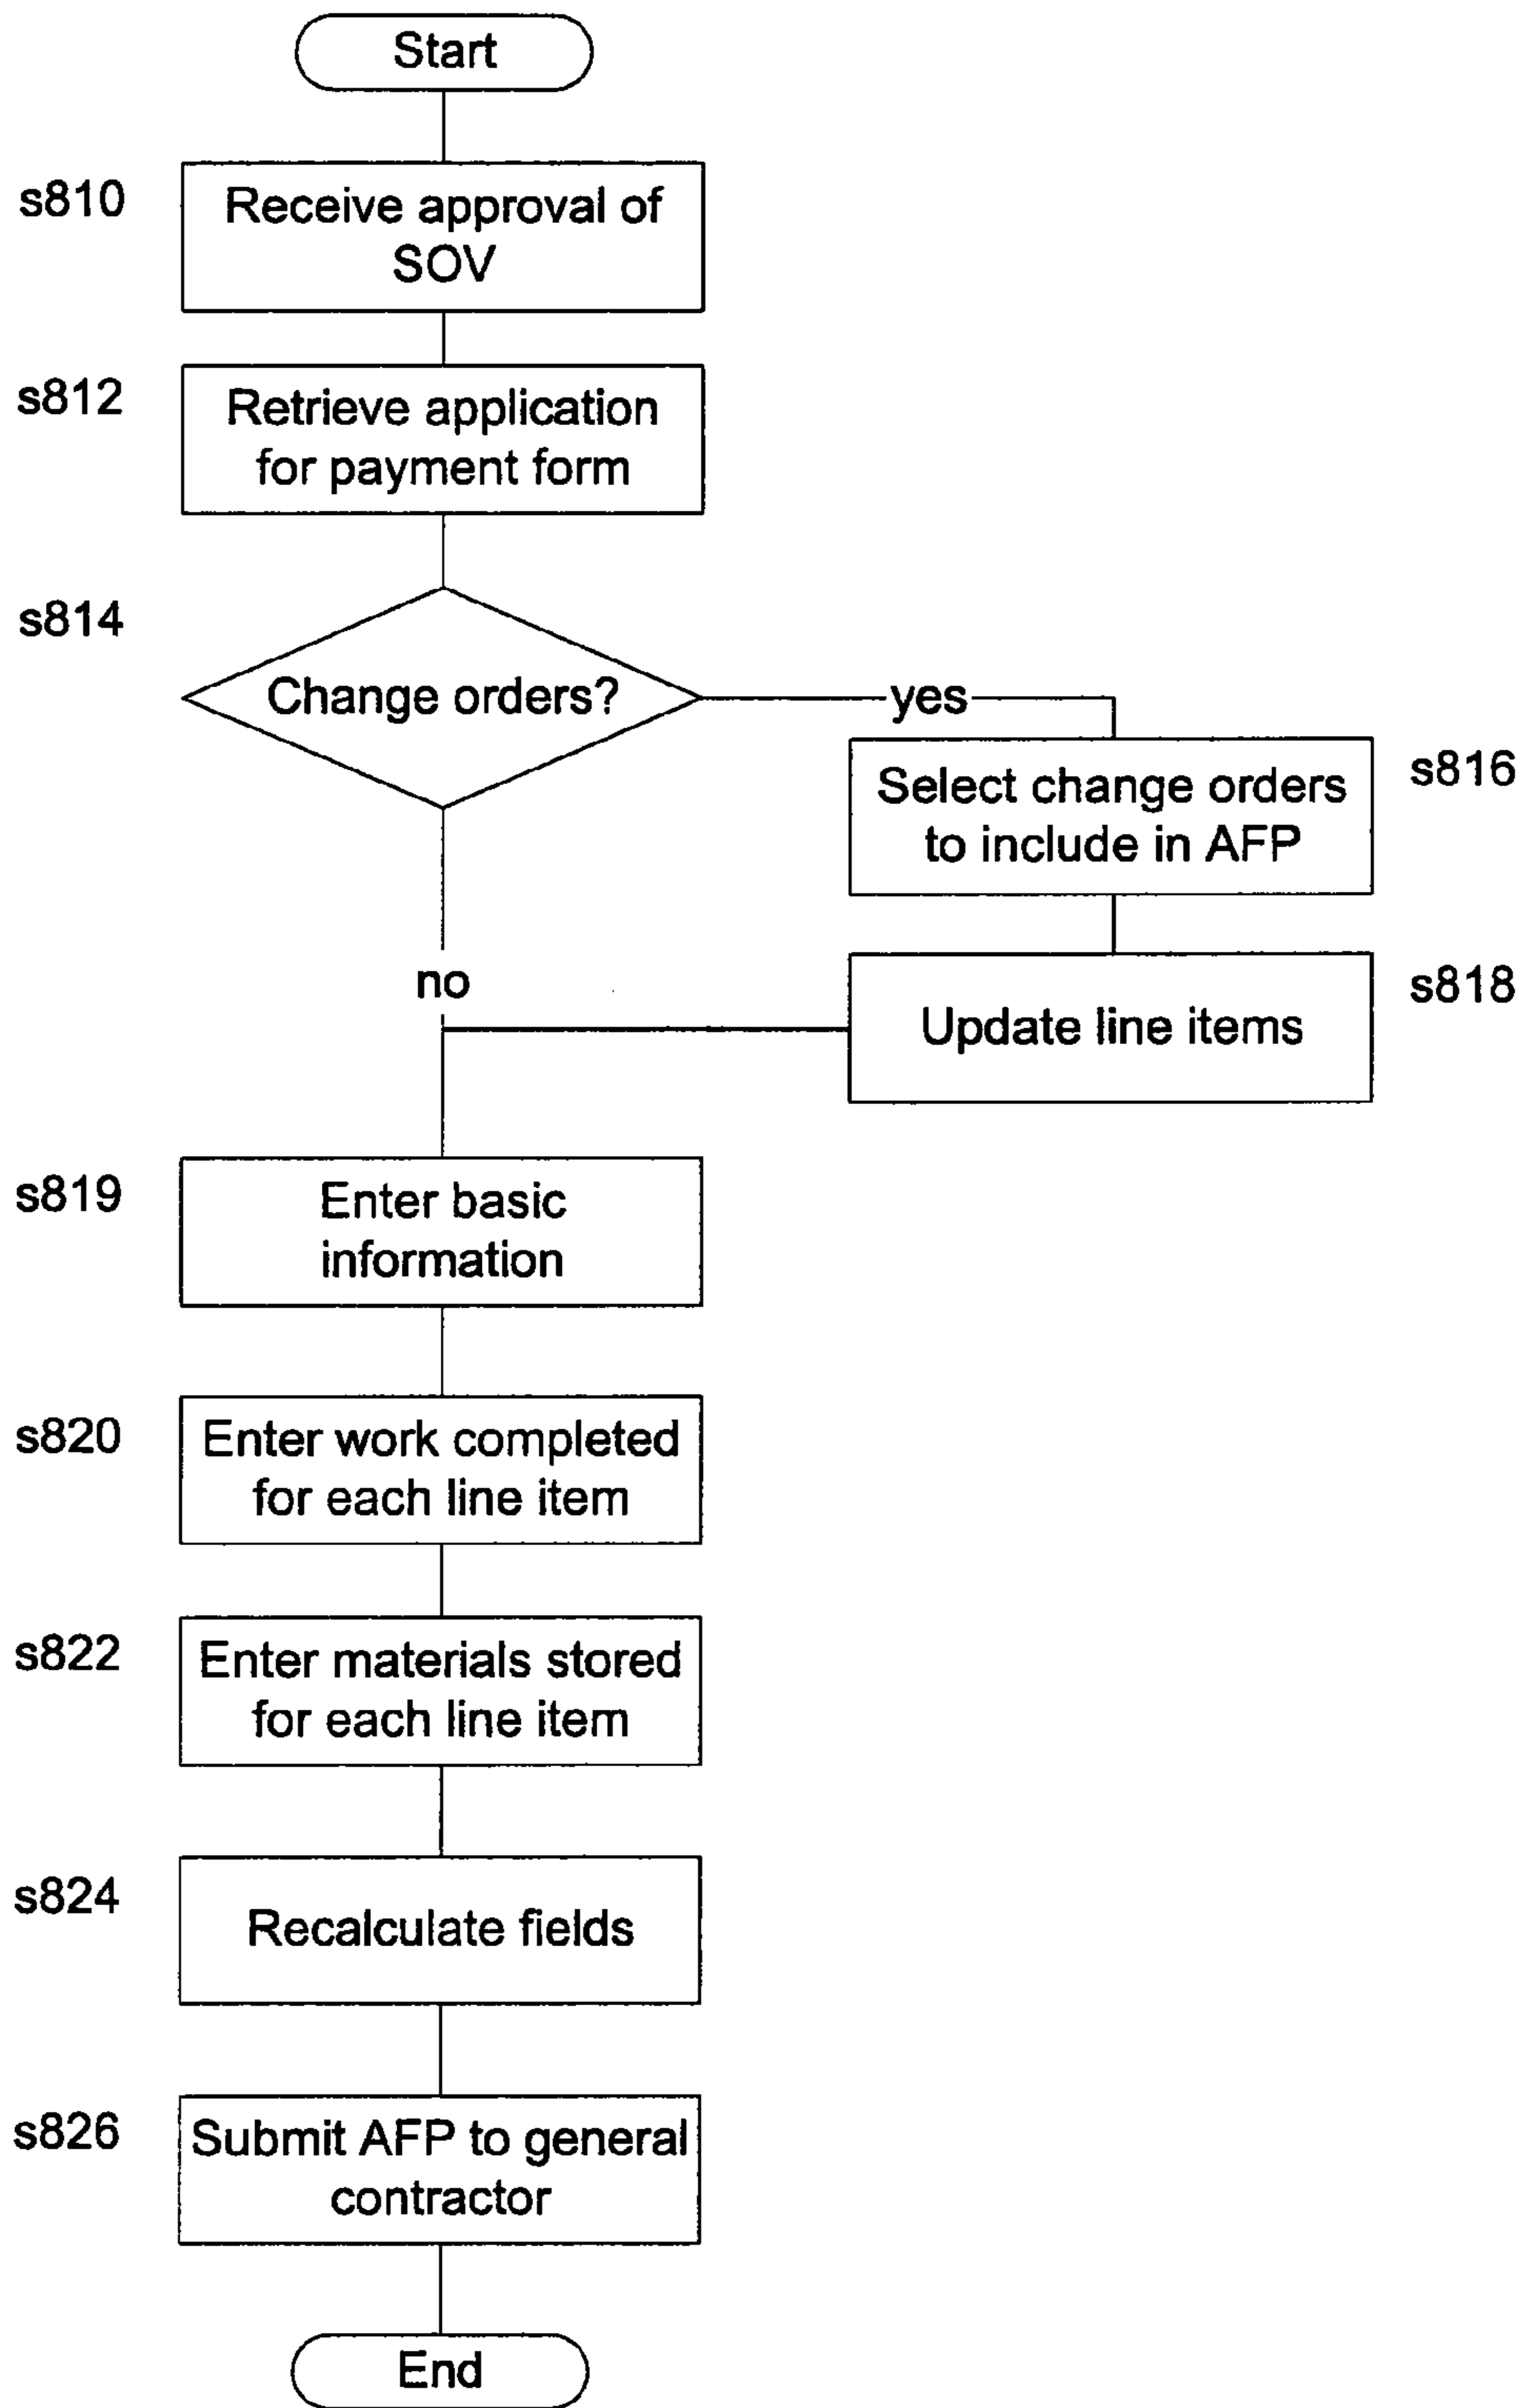 Start
s810
Receive approval of
SOV
s812
Retrieve application
for payment form
s814
Change orders?
yes
s816
Select change orders
to include in AFP
no
s818
Update line items
s819
Enter basic
information
s820
Enter work completed
for each line item
s822
Enter materials stored
for each line item
s824
Recalculate fields
s826
Submit AFP to general
contractor
End